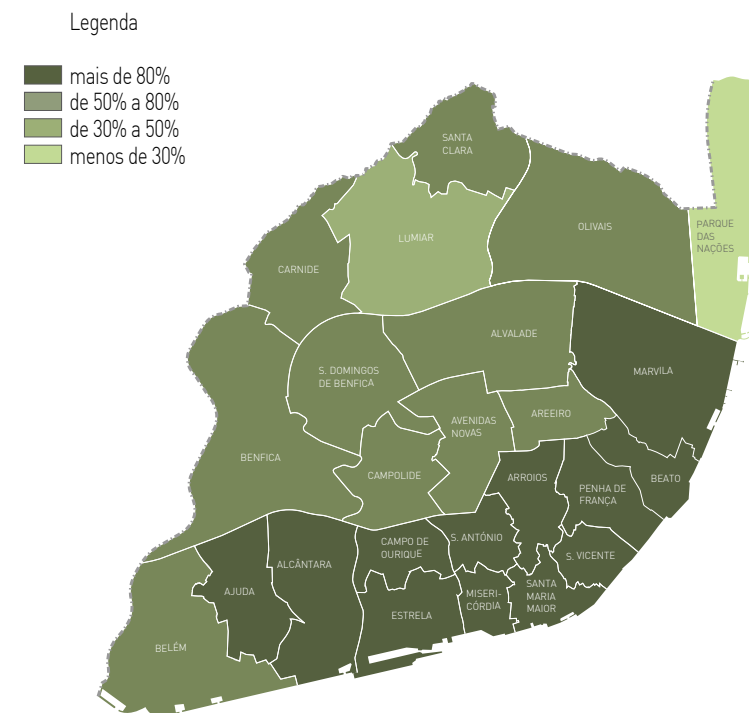 Legenda
mais de 80%
de 50% a 80%
de 30% a 50%
menos de 30%
SANTA
CLARA
LUMIAR
OLIVAIS
PARQUE
DAS
NAÇÕES
CARNIDE
ALVALADE
S. DOMINGOS
DE BENFICA
MARVILA
AVENIDAS
NOVAS
AREEIRO
BENFICA
CAMPOLIDE
ARROIOS
PENHA DE
FRANÇA
BEATO
CAMPO DE
OURIQUE
S. ANTÓNIO
S. VICENTE
ALCÂNTARA
AJUDA
ESTRELA
MISERI-
CÓRDIA
SANTA
MARIA
MAIOR
BELÉM